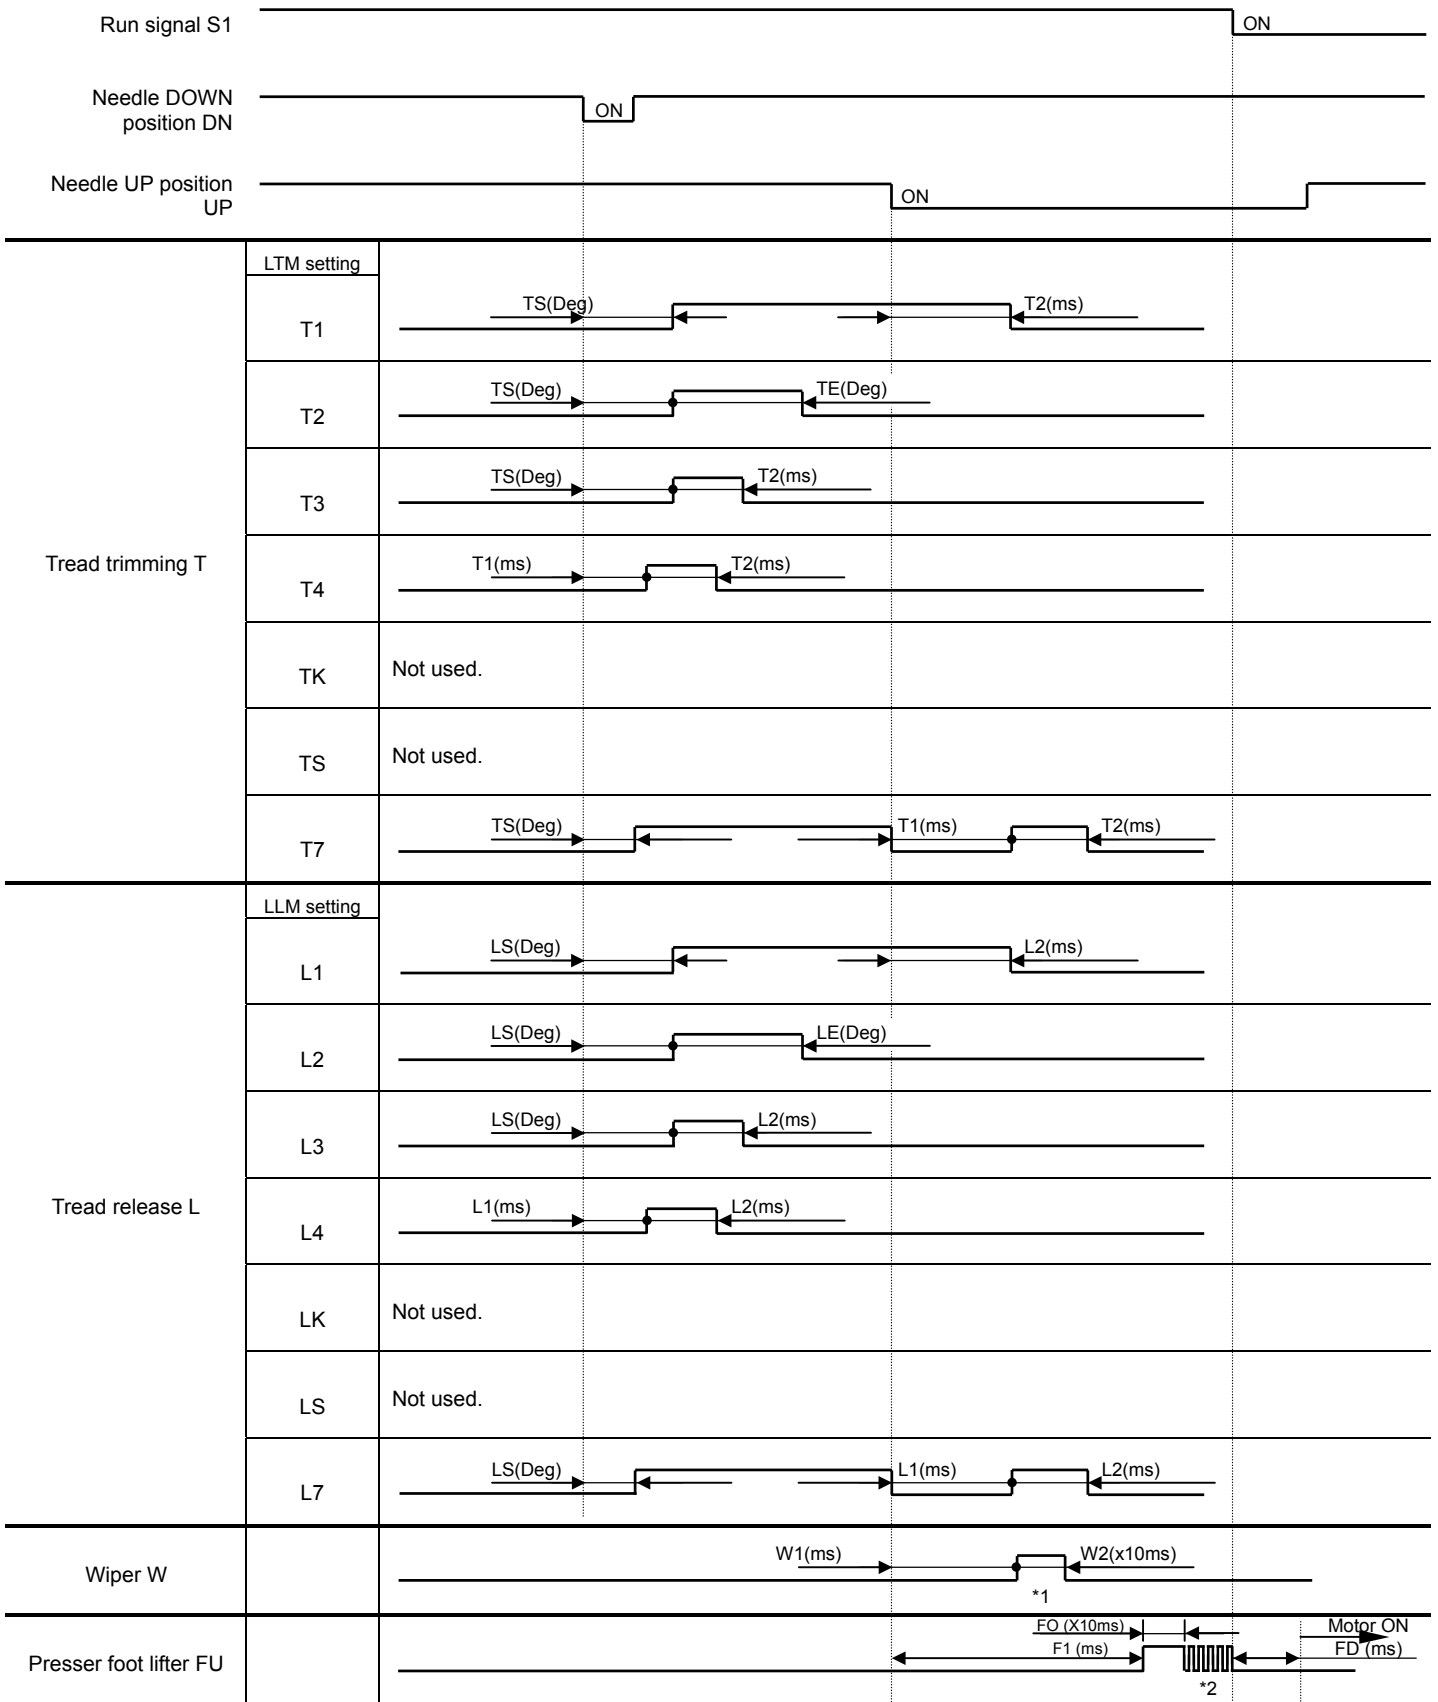 Run signal S1
ON
Needle DOWN
position DN
ON
Needle UP position
UP
ON
LTM setting
Tread trimming T
T1
TS(Deg)
T2(ms)
T2
TS(Deg)
TE(Deg)
T3
TS(Deg)
T2(ms)
T4
T1(ms)
T2(ms)
TK
Not used.
TS
Not used.
T7
TS(Deg)
T1(ms)
T2(ms)
LLM setting
Tread release L
L1
LS(Deg)
L2(ms)
L2
LS(Deg)
LE(Deg)
L3
LS(Deg)
L2(ms)
L4
L1(ms)
L2(ms)
LK
Not used.
LS
Not used.
L7
LS(Deg)
L1(ms)
L2(ms)
Wiper W
W1(ms)
W2(x10ms)
*1
Presser foot lifter FU
FO (X10ms)
F1 (ms)
*2
Motor ON
FD (ms)